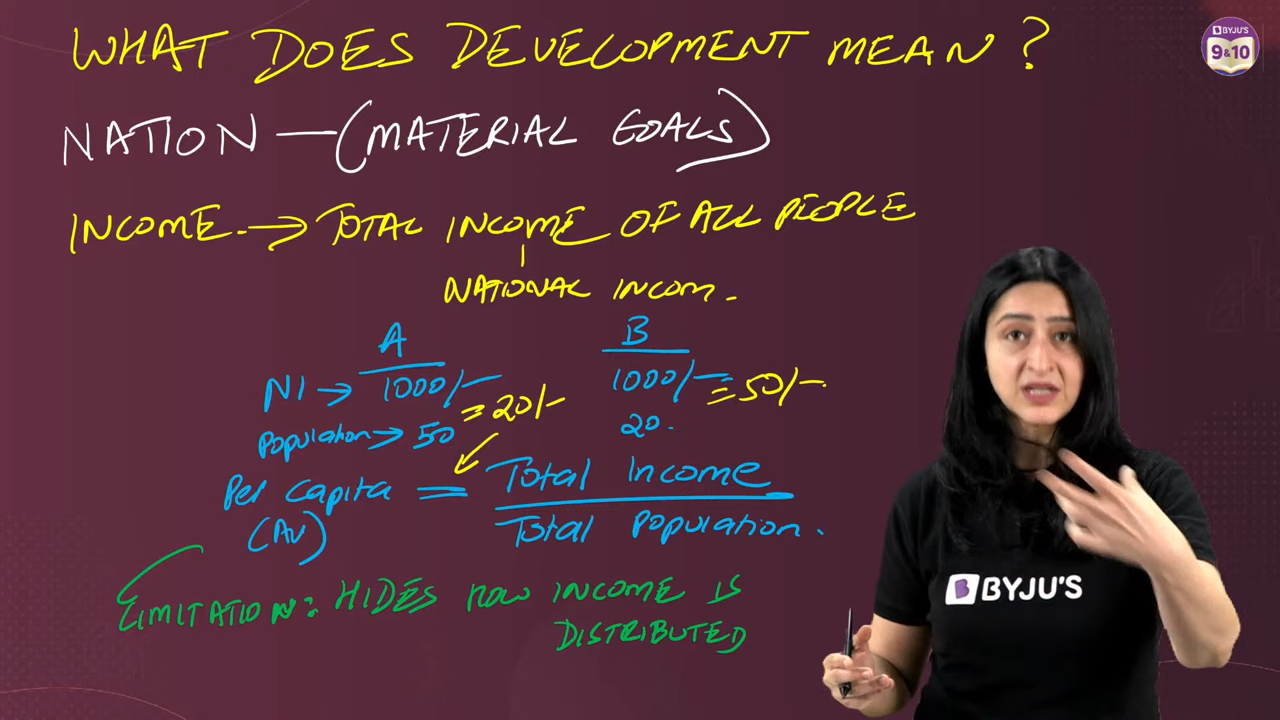 WHAT DOES DEVELOPMENT MEAN ?
BYJU'S
9&10
NATION — (MATERIAL GOALS)
INCOME. → TOTAL INCOME OF ALL PEOPLE
NATIONAL INCOM.
A B
NI → 1000/- 1000/- = 50/-
= 20/-
Population → 50 20.
Per capita = Total Income
(Av) Total Population.
LIMITATION: HIDES HOW INCOME IS
DISTRIBUTED
BYJU'S